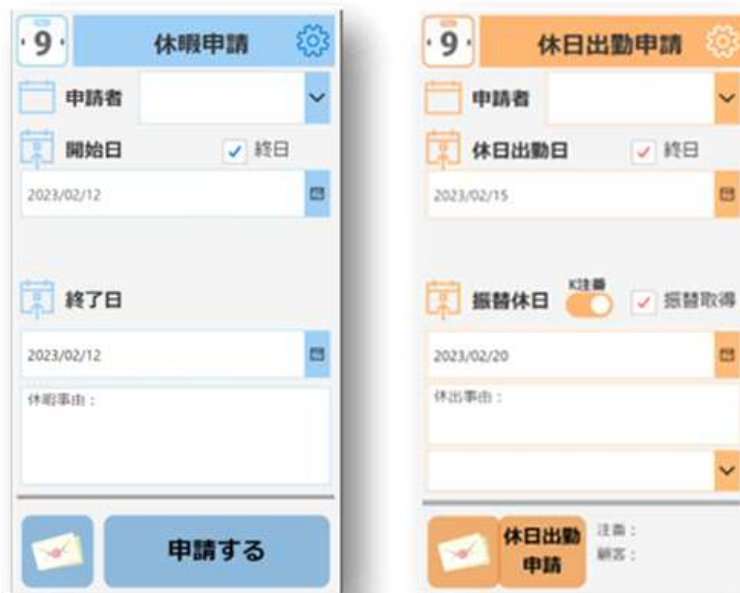 9
休暇申請
申請者
開始日
終日
2023/02/12
終了日
2023/02/12
休暇事由：
申請する
9
休日出勤申請
申請者
休日出勤日
終日
2023/02/15
振替休日
K注番
振替取得
2023/02/20
休出事由：
休日出勤
申請
注番：
顧客：